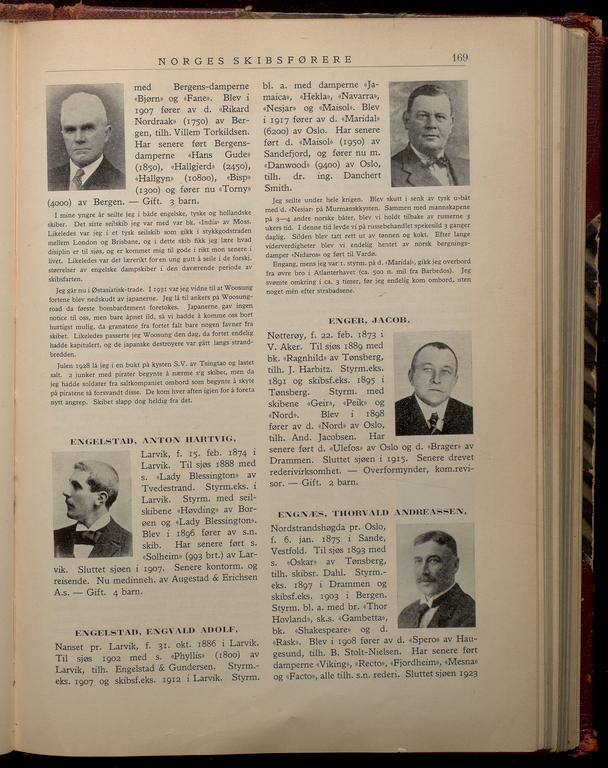 NORGES SKIBSFØRERE
169
med Bergens-damperne
«Bjørn» og «Fane». Blev i
1907 fører av d. «Rikard
Nordraak» (1750) av Ber-
gen, tilh. Villem Torkildsen.
Har senere ført Bergens-
damperne «Hans Gude»
(1850), «Hallgjerd» (2450),
«Hallgyn» (10800), «Bisp»
(1300) og fører nu «Torny»
(4000) av Bergen. — Gift. 3 barn.
I mine yngre år seilte jeg i både engelske, tyske og hollandske
skiber. Det siste seilskib jeg var med var bk. «India» av Moss.
Likeledes var jeg i et tysk seilskib som gikk i stykkgodstraden
mellem London og Brisbane, og i dette skib fikk jeg lære hvad
disiplin er til sjøs, og er kommet mig til gode i rikt mon senere i
livet. Likeledes var det lærerikt for en ung gutt å seile i de forskj.
størrelser av engelske dampskiber i den daværende periode av
skibsfarten.
Jeg går nu i Østasiatisk-trade. I 1931 var jeg vidne til at Woosung
fortene blev nedskudt av japanerne. Jeg lå til ankers på Woosung-
road da første bombardement foretokes. Japanerne gav ingen
notice til oss, men bare åpnet ild, så vi hadde å komme oss bort
hurtigst mulig, da granatene fra fortet falt bare nogen favner fra
skibet. Likeledes passerte jeg Woosung den dag, da fortet endelig
hadde kapitulert, og de japanske destroyere var gått langs strand-
bredden.
Julen 1928 lå jeg i en bukt på kysten S.V. av Tsingtao og lastet
salt. 2 junker med pirater begynte å nærme sig skibet, men da
jeg hadde soldater fra saltkompaniet ombord som begynte å skyte
på piratene så forsvandt disse. De kom hver aften igjen for å foreta
nytt angrep. Skibet slapp dog heldig fra det.
ENGELSTAD, ANTON HARTVIG,
Larvik, f. 15. feb. 1874 i
Larvik. Til sjøs 1888 med
s. «Lady Blessington» av
Tvedestrand. Styrm.eks. i
Larvik. Styrm. med seil-
skibene «Høvding» av Bor-
øen og «Lady Blessington».
Blev i 1896 fører av s.n.
skib. Har senere ført s.
«Solheim» (993 brt.) av Lar-
vik. Sluttet sjøen i 1907. Senere kontorm. og
reisende. Nu medinneh. av Augestad & Erichsen
A.s. — Gift. 4 barn.
ENGELSTAD, ENGVALD ADOLF,
Nanset pr. Larvik, f. 31. okt. 1886 i Larvik.
Til sjøs 1902 med s. «Phyllis» (1800) av
Larvik, tilh. Engelstad & Gundersen. Styrm.-
eks. 1907 og skibsf.eks. 1912 i Larvik. Styrm.
bl. a. med damperne «Ja-
maica», «Hekla», «Navarra»,
«Nesjar» og «Maisol». Blev
i 1917 fører av d. «Maridal»
(6200) av Oslo. Har senere
ført d. «Maisol» (1950) av
Sandefjord, og fører nu m.
«Danwood» (9400) av Oslo,
tilh. dr. ing. Danchert
Smith.
Jeg seilte under hele krigen. Blev skutt i senk av tysk u-båt
med d. «Nesjar» på Murmanskkysten. Sammen med mannskapene
på 3—4 andre norske båter, blev vi holdt tilbake av russerne 3
ukers tid. I denne tid levde vi på russebehandlet spekesild 3 ganger
daglig. Silden blev tatt rett ut av tønnen og kokt. Efter lange
viderverdigheter blev vi endelig hentet av norsk bergnings-
damper «Nidaros» og ført til Vardø.
Engang, mens jeg var 1. styrm. på d. «Maridal», gikk jeg overbord
fra øvre bro i Atlanterhavet (ca. 500 n. mil fra Barbados). Jeg
svømte omkring i ca. 3 timer, før jeg endelig kom ombord, uten
noget mén efter strabadsene.
ENGER, JACOB,
Nøtterøy, f. 22. feb. 1873 i
V. Aker. Til sjøs 1889 med
bk. «Ragnhild» av Tønsberg,
tilh. J. Harbitz. Styrm.eks.
1891 og skibsf.eks. 1895 i
Tønsberg. Styrm. med
skibene «Geir», «Peik» og
«Nord». Blev i 1898
fører av d. «Nord» av Oslo,
tilh. And. Jacobsen. Har
senere ført d. «Ulefos» av Oslo og d. «Brager» av
Drammen. Sluttet sjøen i 1915. Senere drevet
rederivirksomhet. — Overformynder, kom.revi-
sor. — Gift. 2 barn.
ENGNÆS, THORVALD ANDREASSEN,
Nordstrandshøgda pr. Oslo,
f. 6. jan. 1875 i Sande,
Vestfold. Til sjøs 1893 med
s. «Oskar» av Tønsberg,
tilh. skibsr. Dahl. Styrm.-
eks. 1897 i Drammen og
skibsf.eks. 1903 i Bergen.
Styrm. bl. a. med br. «Thor
Hovland», sk.s. «Gambetta»,
bk. «Shakespeare» og d.
«Rask». Blev i 1908 fører av d. «Spero» av Hau-
gesund, tilh. B. Stolt-Nielsen. Har senere ført
damperne «Viking», «Recto», «Fjordheim», «Mesna»
og «Facto», alle tilh. s.n. rederi. Sluttet sjøen 1923